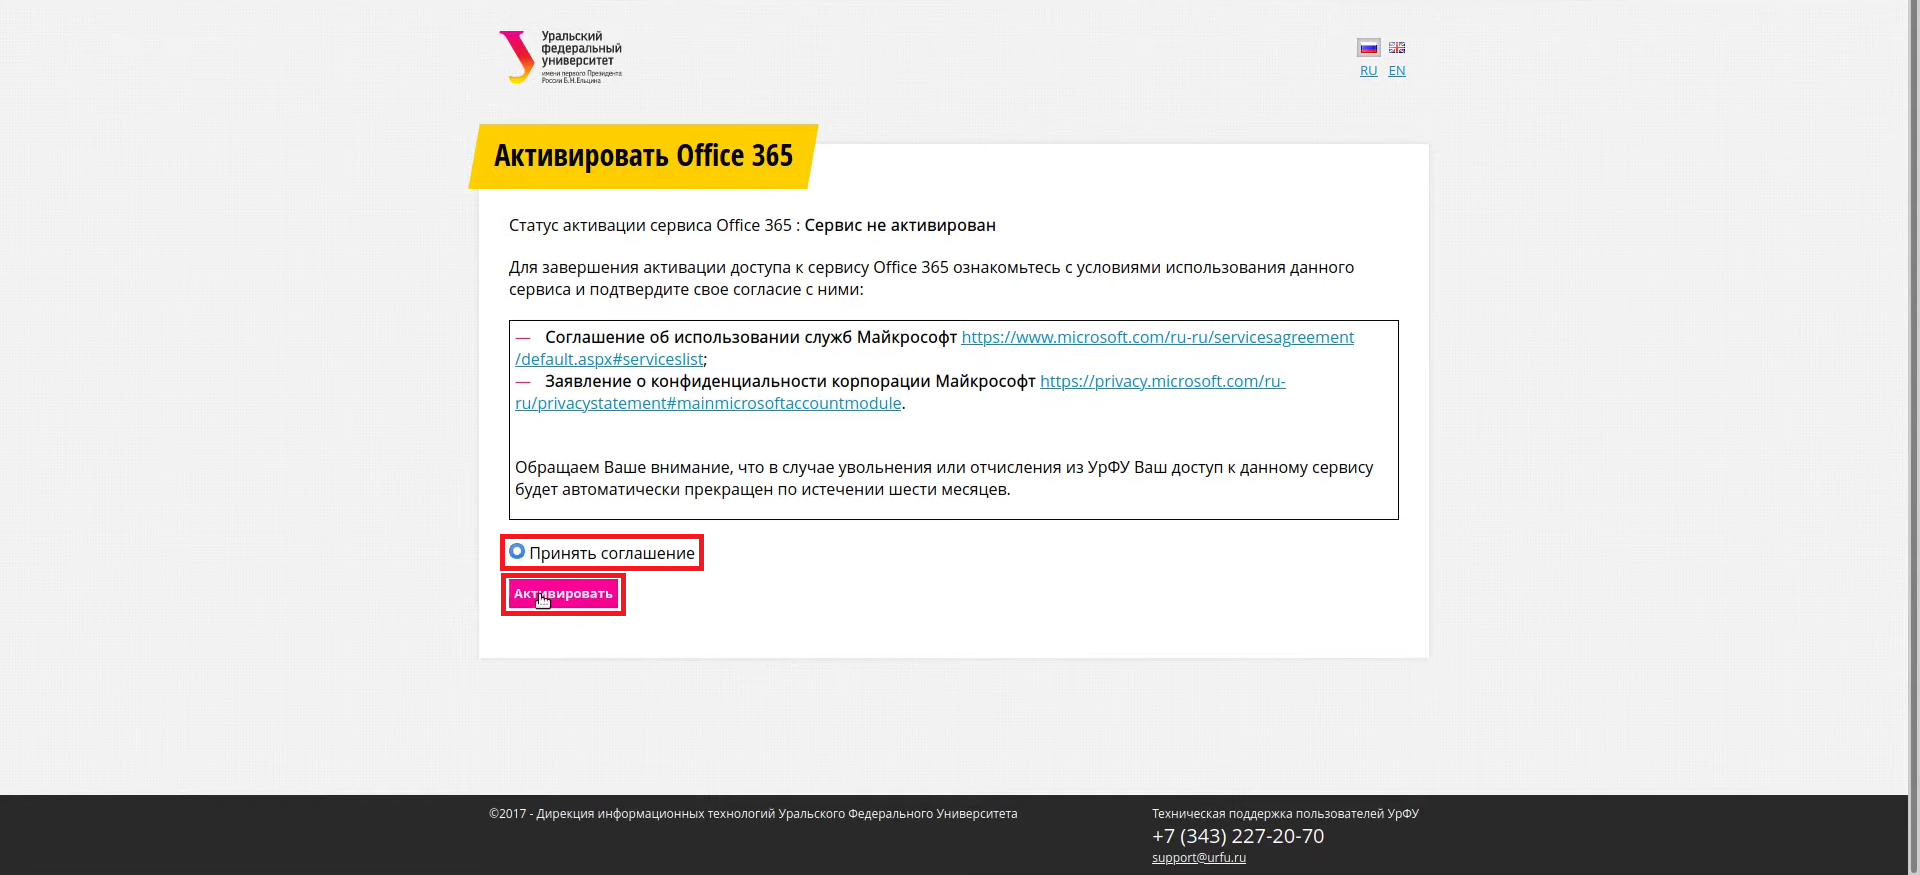 Уральский
федеральный
университет
имени первого Президента
России Б.Н.Ельцина
RU EN
Активировать Office 365
Статус активации сервиса Office 365 : Сервис не активирован
Для завершения активации доступа к сервису Office 365 ознакомьтесь с условиями использования данного
сервиса и подтвердите свое согласие с ними:
— Соглашение об использовании служб Майкрософт https://www.microsoft.com/ru-ru/servicesagreement
/default.aspx#serviceslist;
— Заявление о конфиденциальности корпорации Майкрософт https://privacy.microsoft.com/ru-
ru/privacystatement#mainmicrosoftaccountmodule.
Обращаем Ваше внимание, что в случае увольнения или отчисления из УрФУ Ваш доступ к данному сервису
будет автоматически прекращен по истечении шести месяцев.
Принять соглашение
Активировать
©2017 - Дирекция информационных технологий Уральского Федерального Университета
Техническая поддержка пользователей УрФУ
+7 (343) 227-20-70
support@urfu.ru